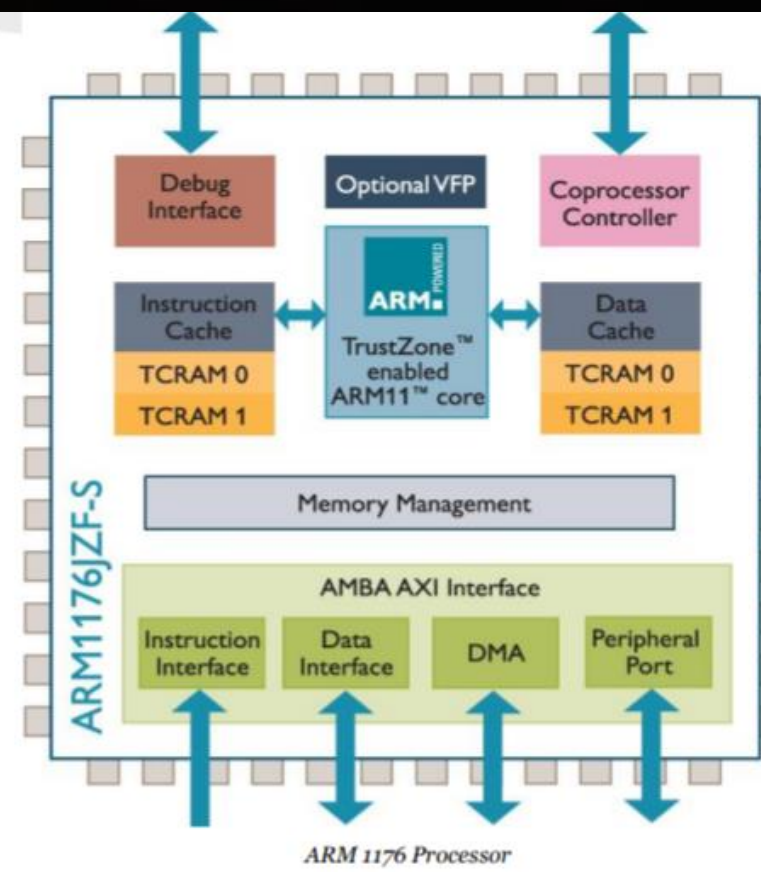 Debug
Interface
Optional VFP
Coprocessor
Controller
ARM POWERED
TrustZone™
enabled
ARM11™ core
Instruction
Cache
TCRAM 0
TCRAM 1
Data
Cache
TCRAM 0
TCRAM 1
Memory Management
ARM1176JZF-S
AMBA AXI Interface
Instruction
Interface
Data
Interface
DMA
Peripheral
Port
ARM 1176 Processor